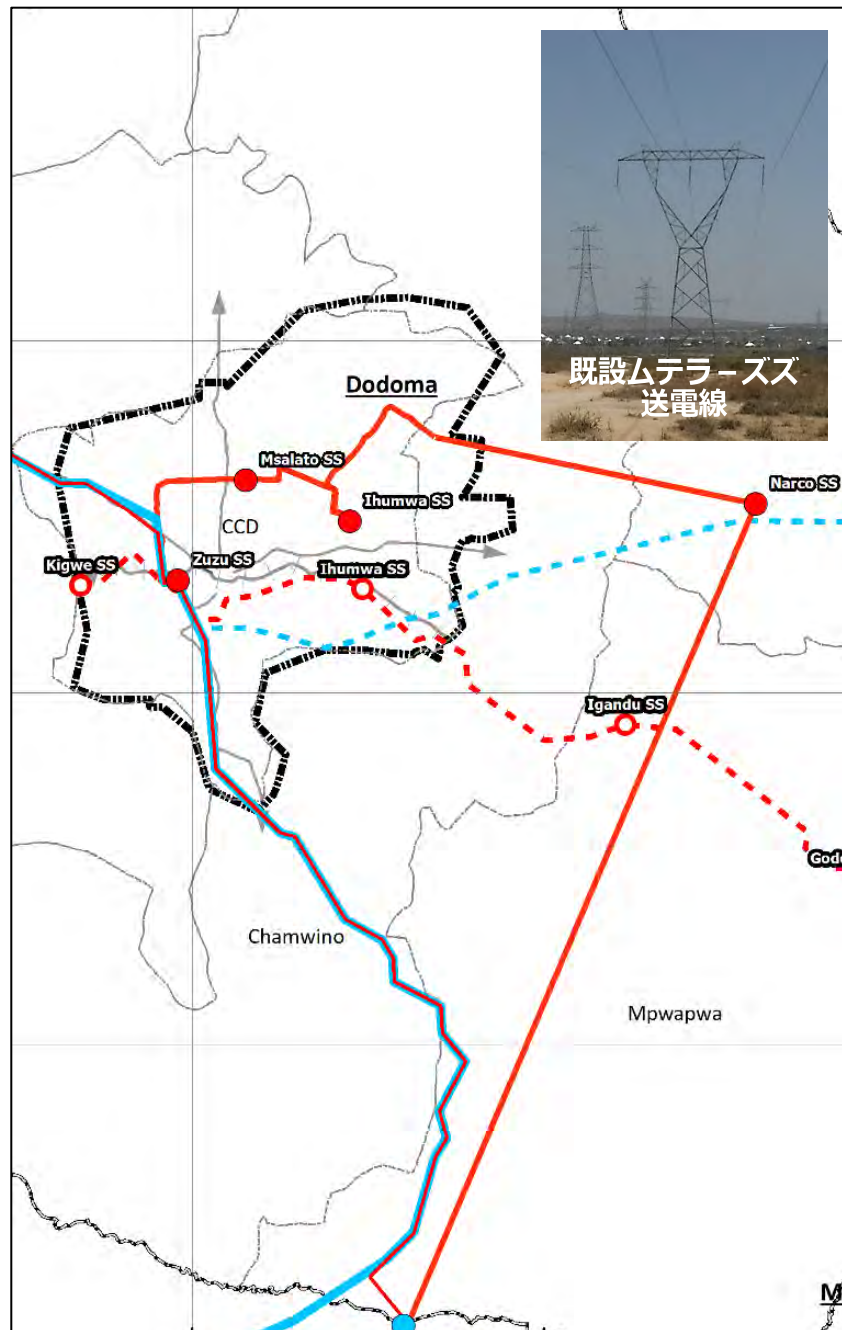 既設ムテラーズズ
送電線
Dodoma
Msalato SS
Narco SS
Ihumwa SS
CCD
Kigwe SS
Zuzu SS
Ihumwa SS
Igandu SS
Chamwino
Mpwapwa